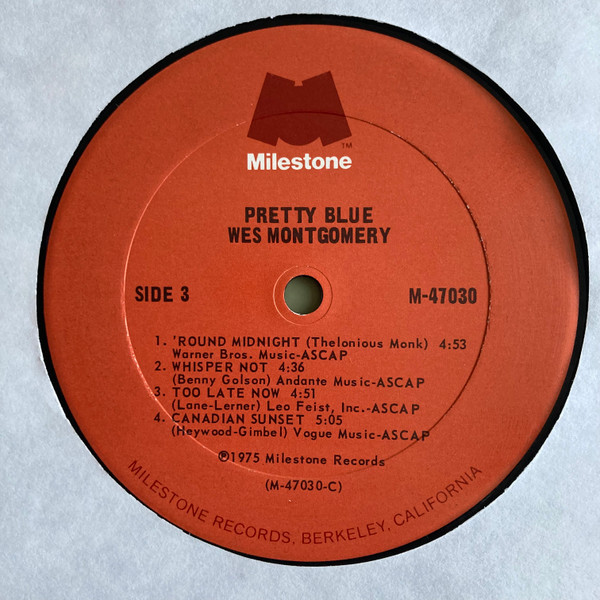 TM
Milestone
PRETTY BLUE
WES MONTGOMERY
SIDE 3 M-47030
1. 'ROUND MIDNIGHT (Thelonious Monk) 4:53
Warner Bros. Music-ASCAP
2. WHISPER NOT 4:36
(Benny Golson) Andante Music-ASCAP
3. TOO LATE NOW 4:51
(Lane-Lerner) Leo Feist, Inc.-ASCAP
4. CANADIAN SUNSET 5:05
(Heywood-Gimbel) Vogue Music-ASCAP
℗1975 Milestone Records
(M-47030-C)
MILESTONE RECORDS, BERKELEY, CALIFORNIA